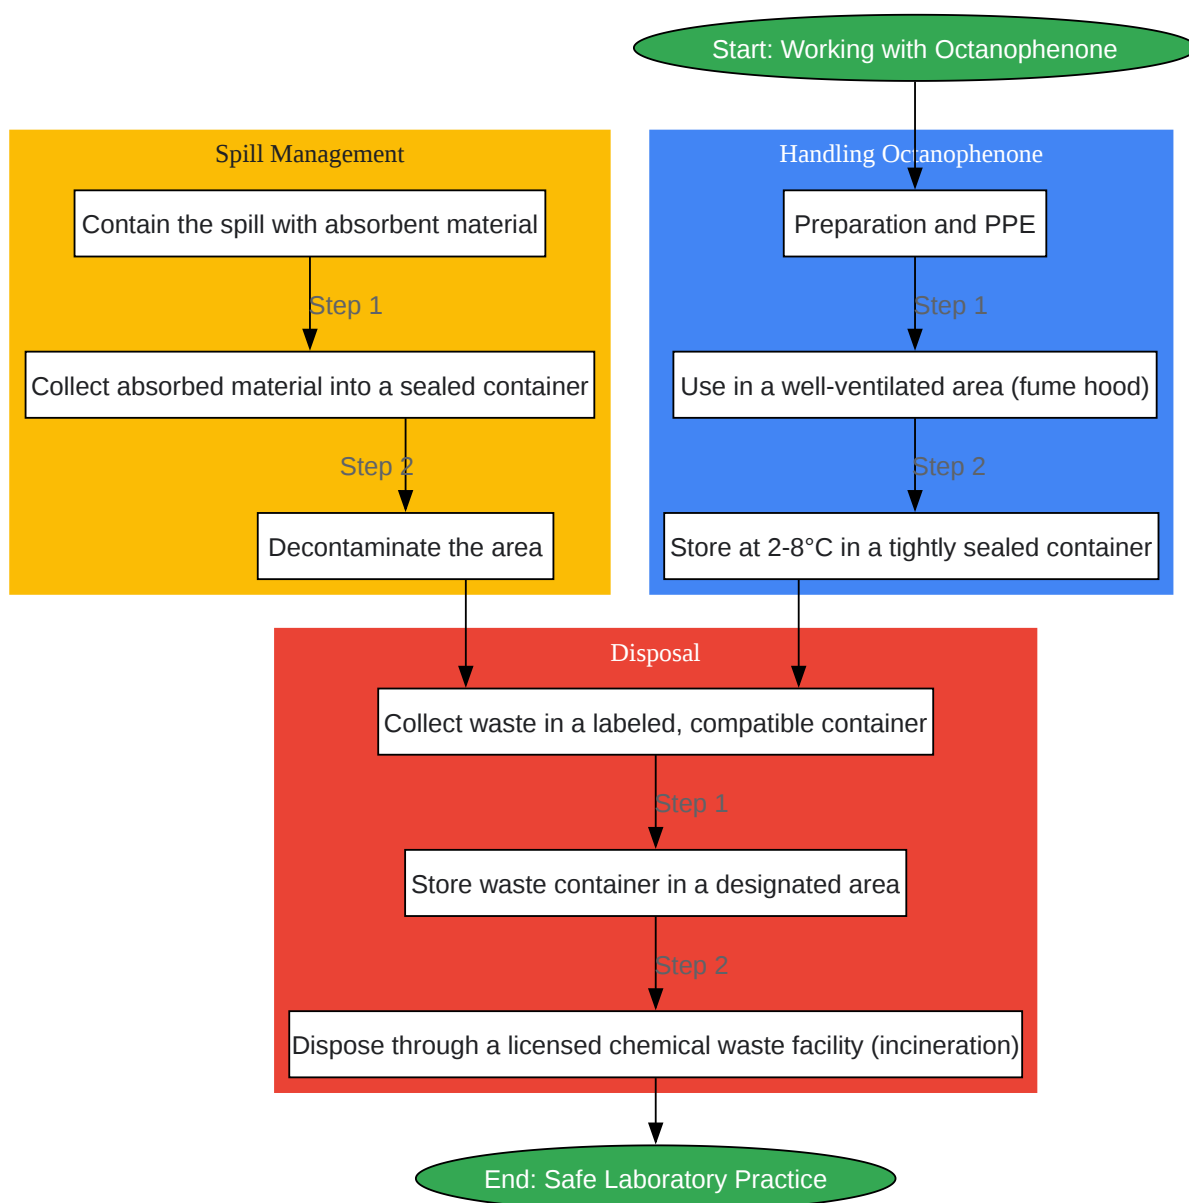 Start: Working with Octanophenone
Spill Management
Contain the spill with absorbent material
Step 1
Collect absorbed material into a sealed container
Step 2
Decontaminate the area
Handling Octanophenone
Preparation and PPE
Step 1
Use in a well-ventilated area (fume hood)
Step 2
Store at 2-8°C in a tightly sealed container
Disposal
Collect waste in a labeled, compatible container
Step 1
Store waste container in a designated area
Step 2
Dispose through a licensed chemical waste facility (incineration)
End: Safe Laboratory Practice